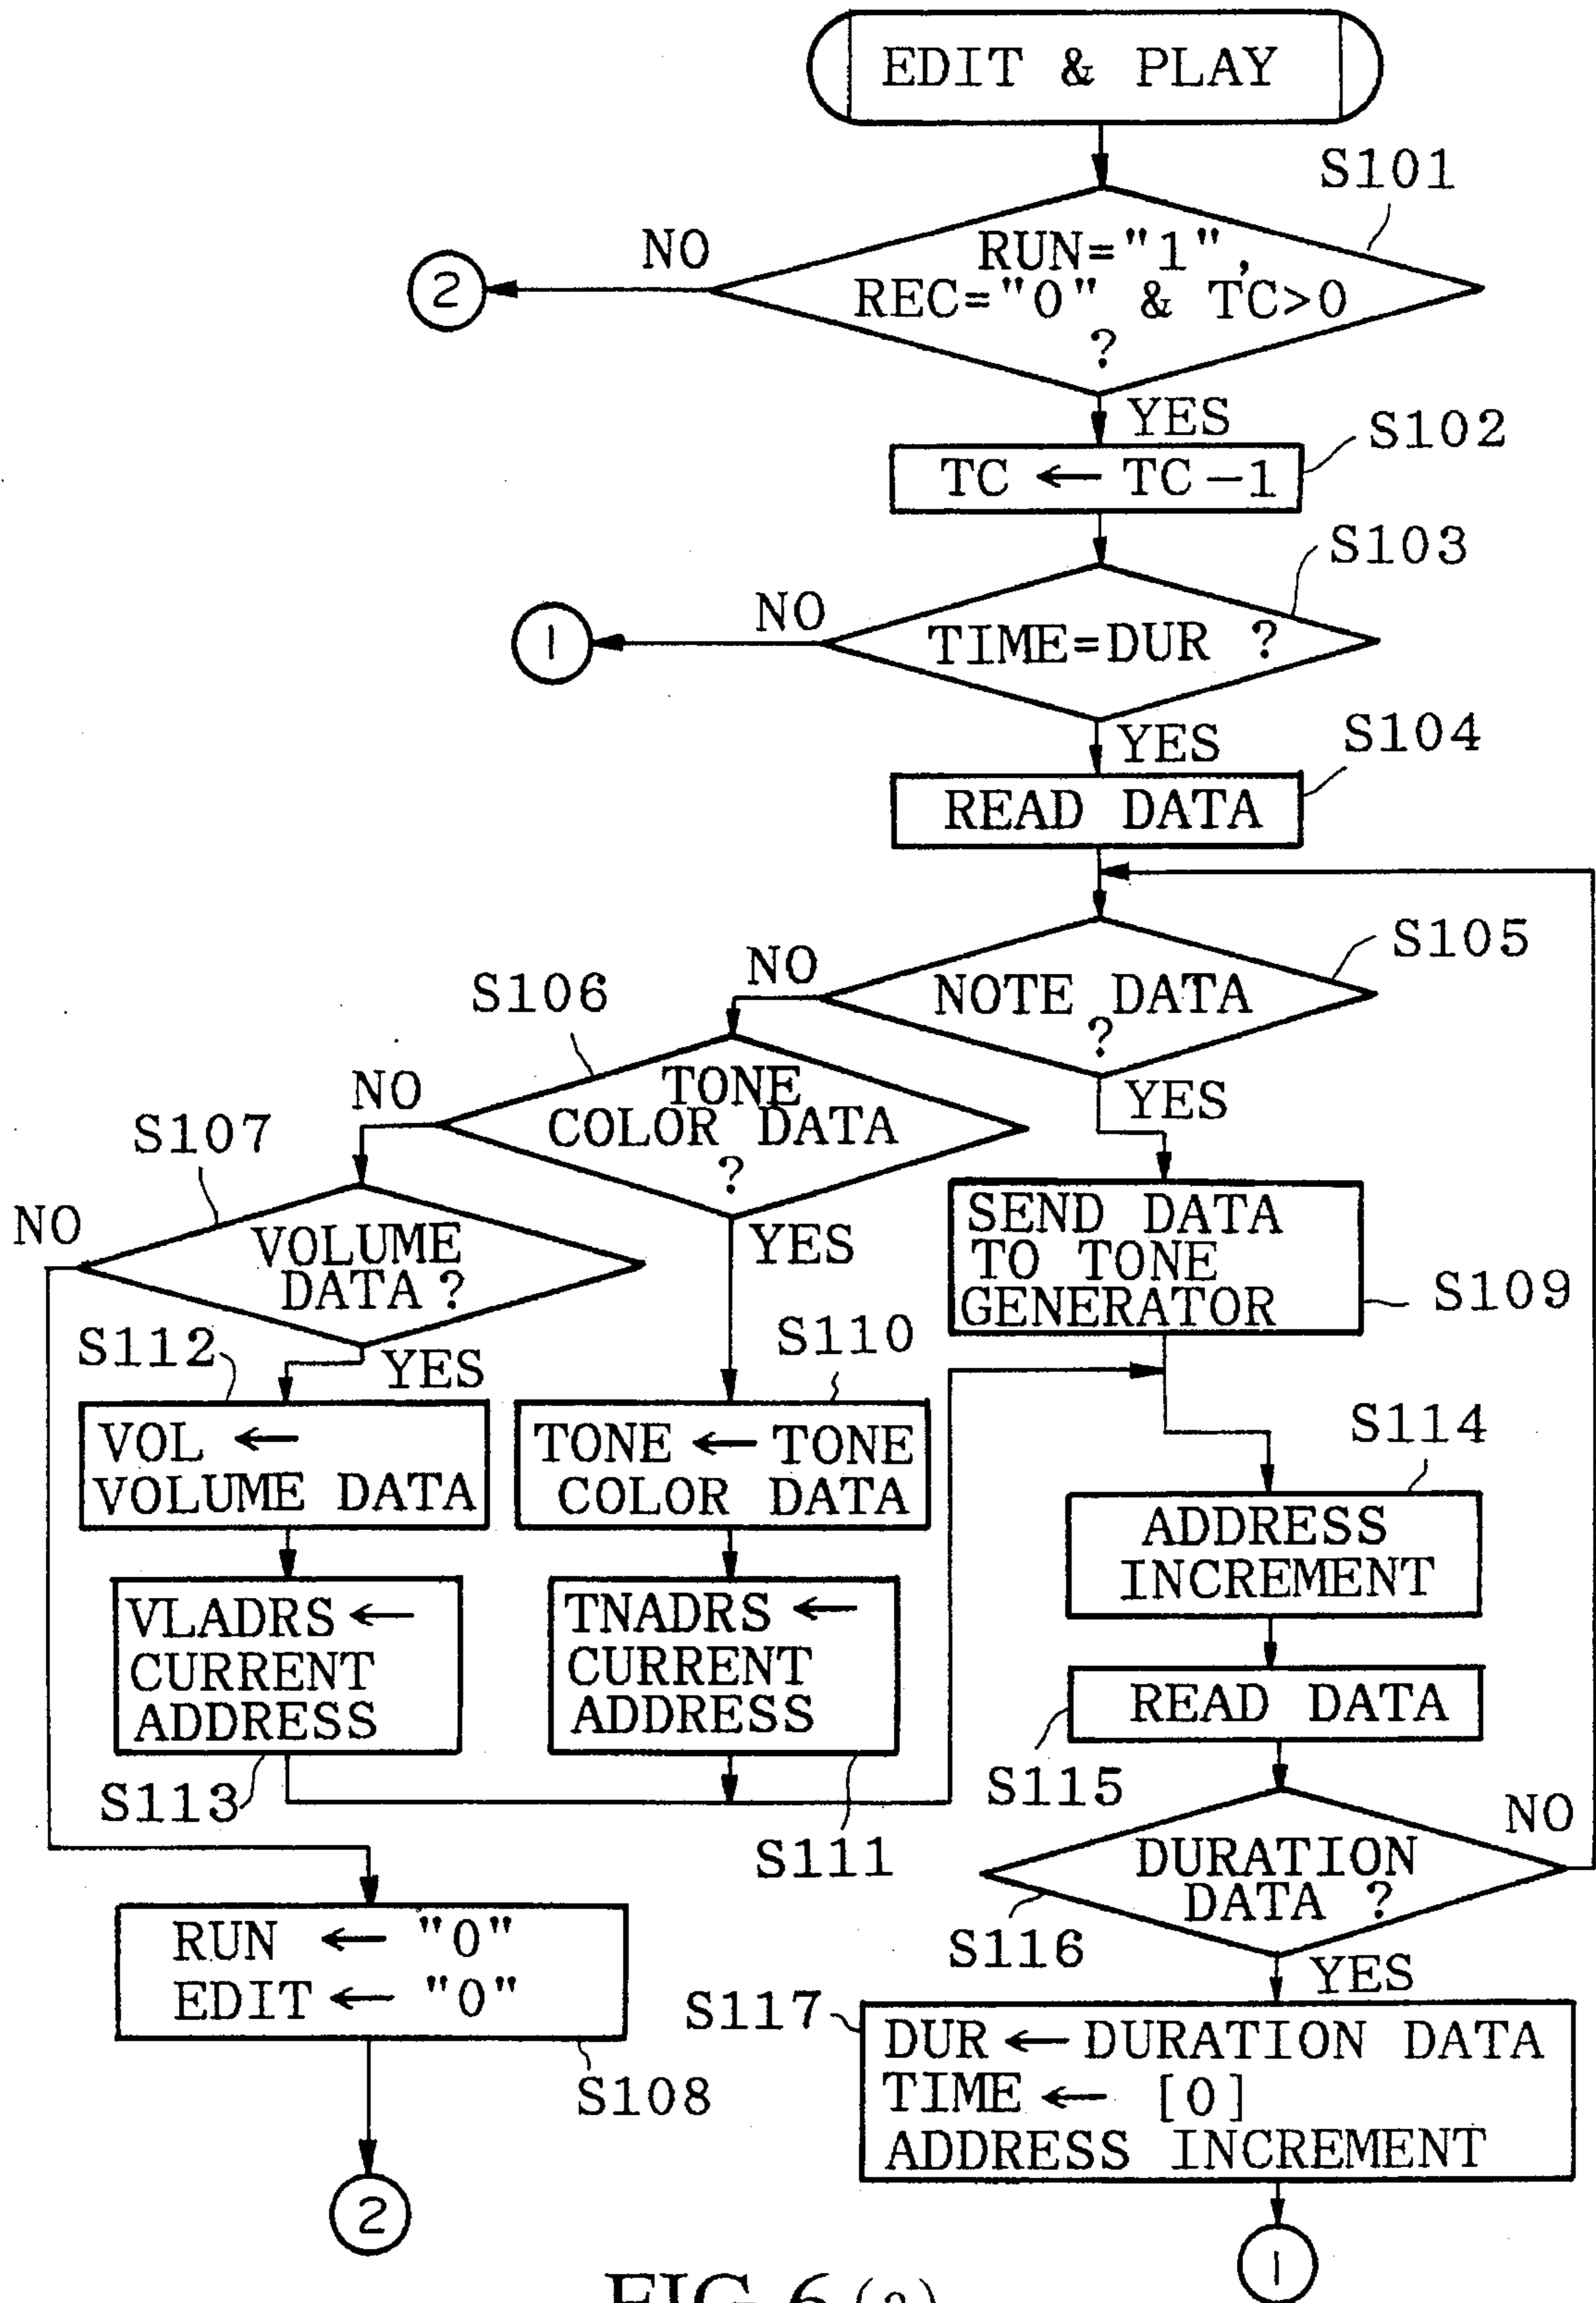 EDIT & PLAY
S101
NO
RUN="1",
REC="0" & TC>0
?
2
YES
S102
TC ← TC-1
S103
NO
TIME=DUR ?
1
YES
S104
READ DATA
S105
NO
NOTE DATA
?
S106
YES
NO
TONE
COLOR DATA
?
S107
NO
VOLUME
DATA?
YES
SEND DATA
TO TONE
GENERATOR
S109
S112
YES
S110
VOL ←
VOLUME DATA
TONE ← TONE
COLOR DATA
S114
ADDRESS
INCREMENT
VLADRS ←
CURRENT
ADDRESS
TNADRS ←
CURRENT
ADDRESS
READ DATA
S113
S111
S115
NO
DURATION
DATA ?
S116
YES
RUN ← "0"
EDIT ← "0"
S108
S117
DUR ← DURATION DATA
TIME ← [0]
ADDRESS INCREMENT
2
1